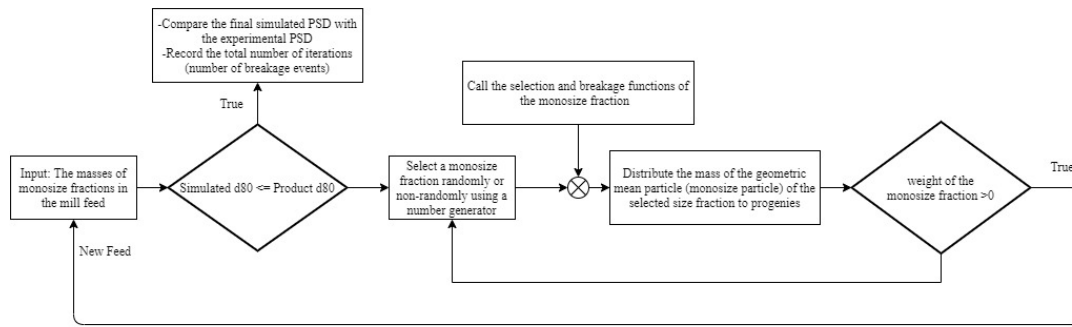 -Compare the final simulated PSD with
the experimental PSD
-Record the total number of iterations
(number of breakage events)
True
Call the selection and breakage functions of
the monosize fraction
Input: The masses of
monosize fractions in
the mill feed
Simulated d80 <= Product d80
Select a monosize
fraction randomly or
non-randomly using a
number generator
Distribute the mass of the geometric
mean particle (monosize particle) of the
selected size fraction to progenies
weight of the
monosize fraction >0
True
New Feed